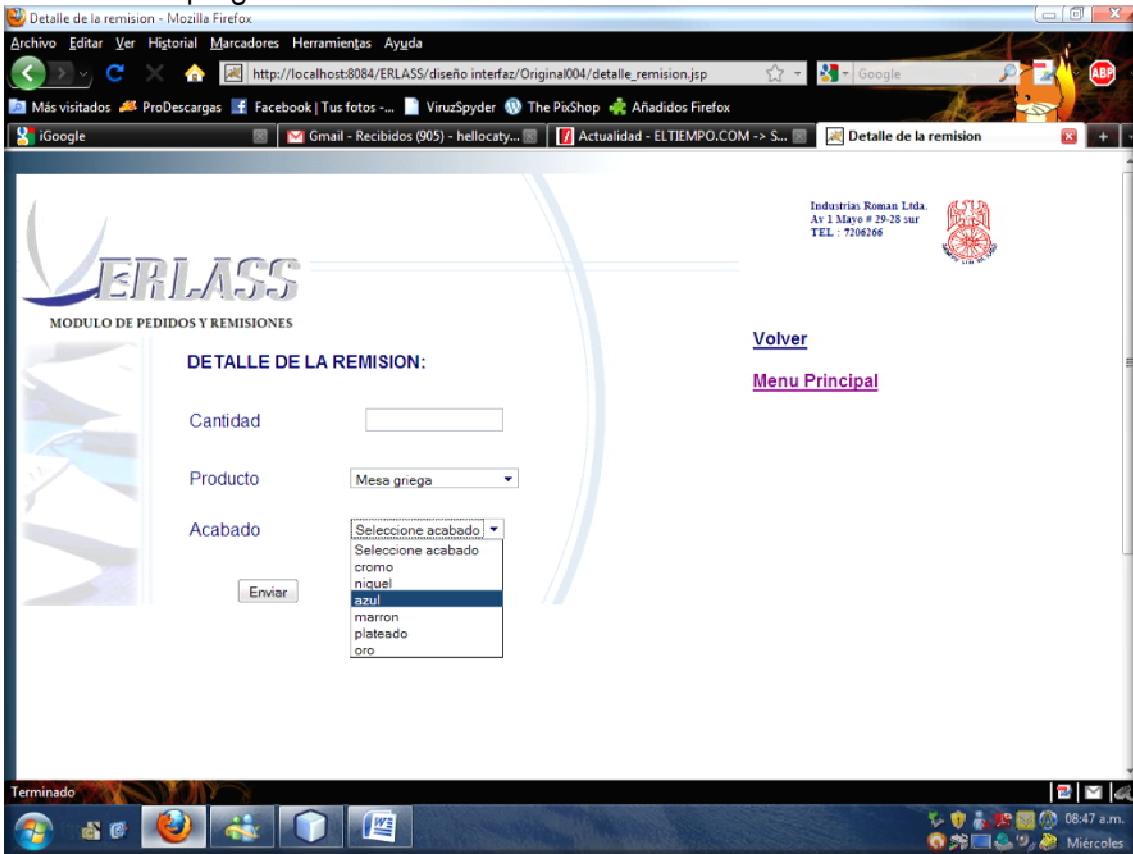 Detalle de la remision - Mozilla Firefox
Archivo Editar Ver Historial Marcadores Herramientas Ayuda
http://localhost:8084/ERLASS/diseño interfaz/Original004/detalle_remision.jsp
Google
ABP
Más visitados ProDescargas Facebook | Tus fotos -... ViruzSpyder The PixShop Añadidos Firefox
iGoogle
Gmail - Recibidos (905) - hellocaty...
Actualidad - ELTIEMPO.COM -> S...
Detalle de la remision
Industrias Roman Ltda.
Av 1 Mayo # 29-28 sur
TEL : 7206266
ERLASS
MODULO DE PEDIDOS Y REMISIONES
Volver
Menu Principal
DETALLE DE LA REMISION:
Cantidad
Producto Mesa griega
Acabado Seleccione acabado
Seleccione acabado
cromo
niquel
azul
marron
plateado
oro
Enviar
Terminado
08:47 a.m.
Miércoles